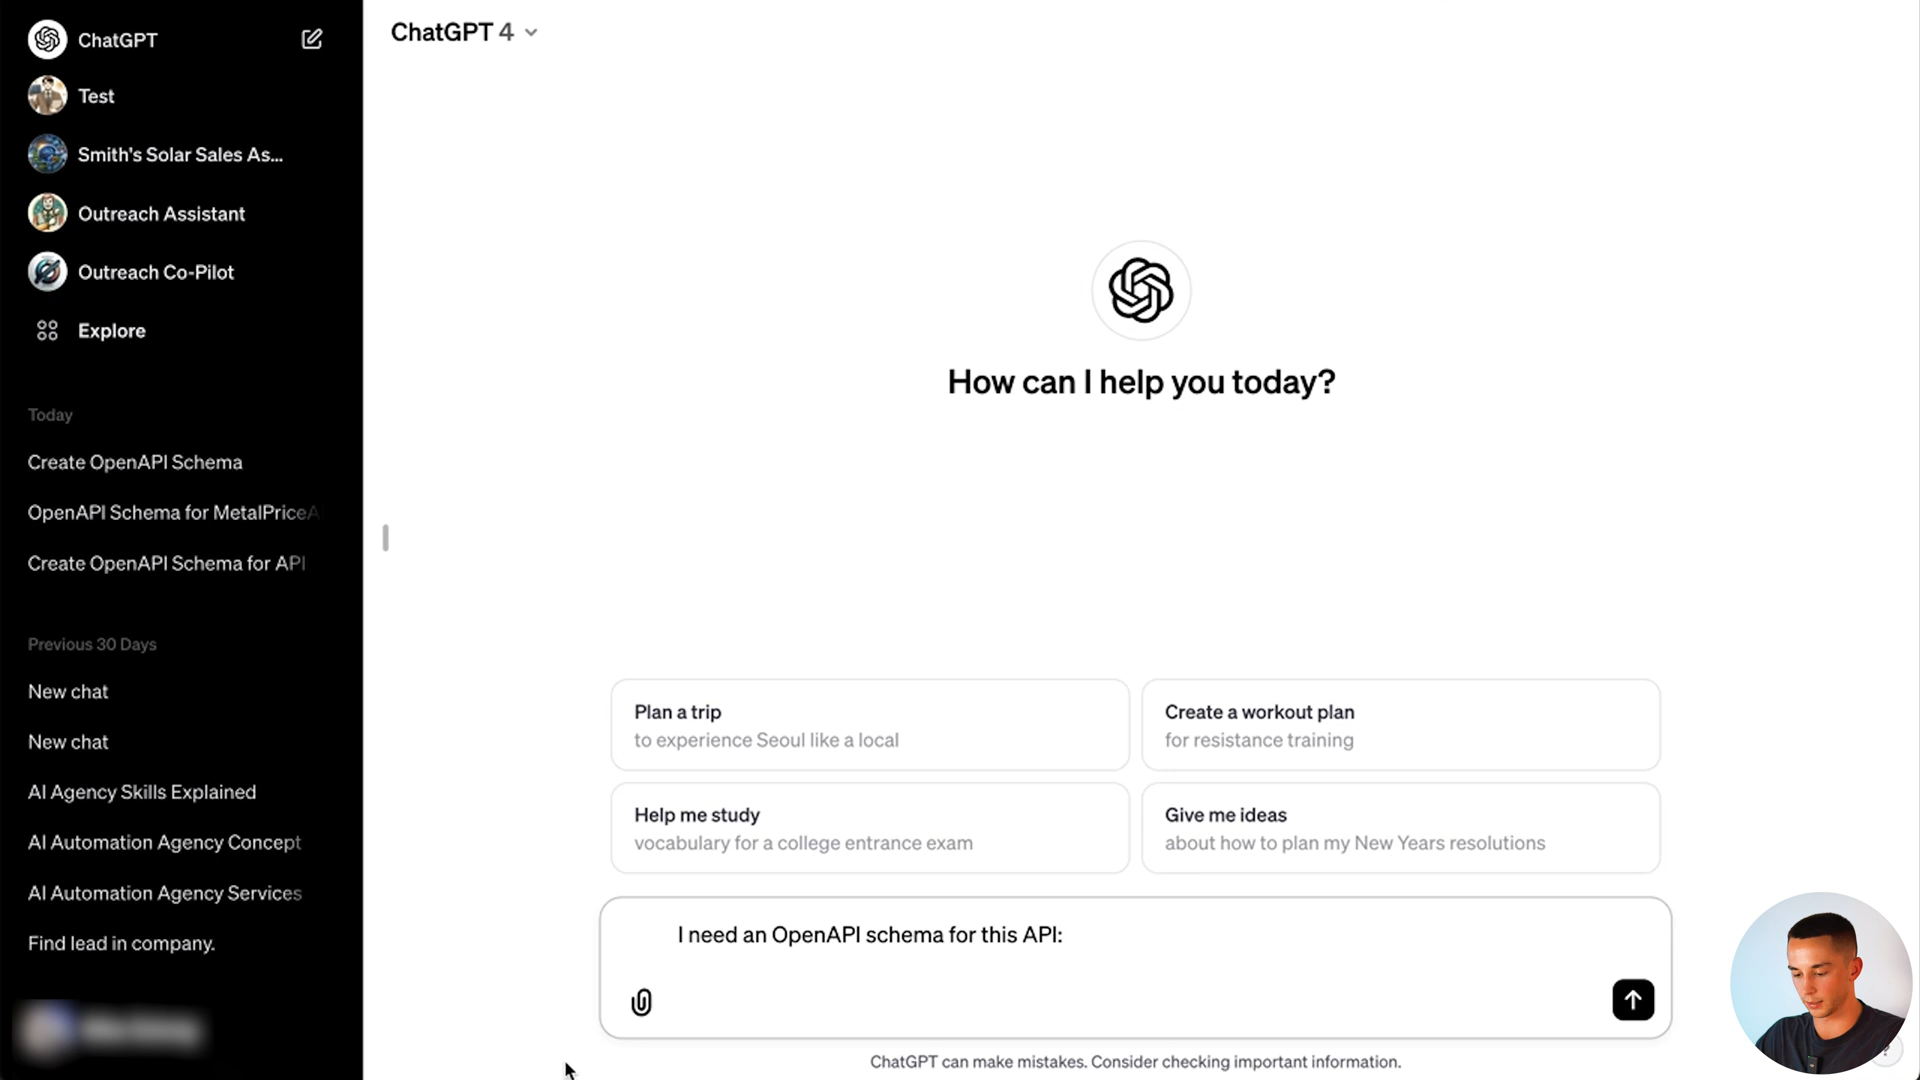 ChatGPT
Test
Smith's Solar Sales As...
Outreach Assistant
Outreach Co-Pilot
Explore
Today
Create OpenAPI Schema
OpenAPI Schema for MetalPriceA
Create OpenAPI Schema for API
Previous 30 Days
New chat
New chat
AI Agency Skills Explained
AI Automation Agency Concept
AI Automation Agency Services
Find lead in company.
ChatGPT 4
How can I help you today?
Plan a trip
to experience Seoul like a local
Create a workout plan
for resistance training
Help me study
vocabulary for a college entrance exam
Give me ideas
about how to plan my New Years resolutions
I need an OpenAPI schema for this API:
ChatGPT can make mistakes. Consider checking important information.